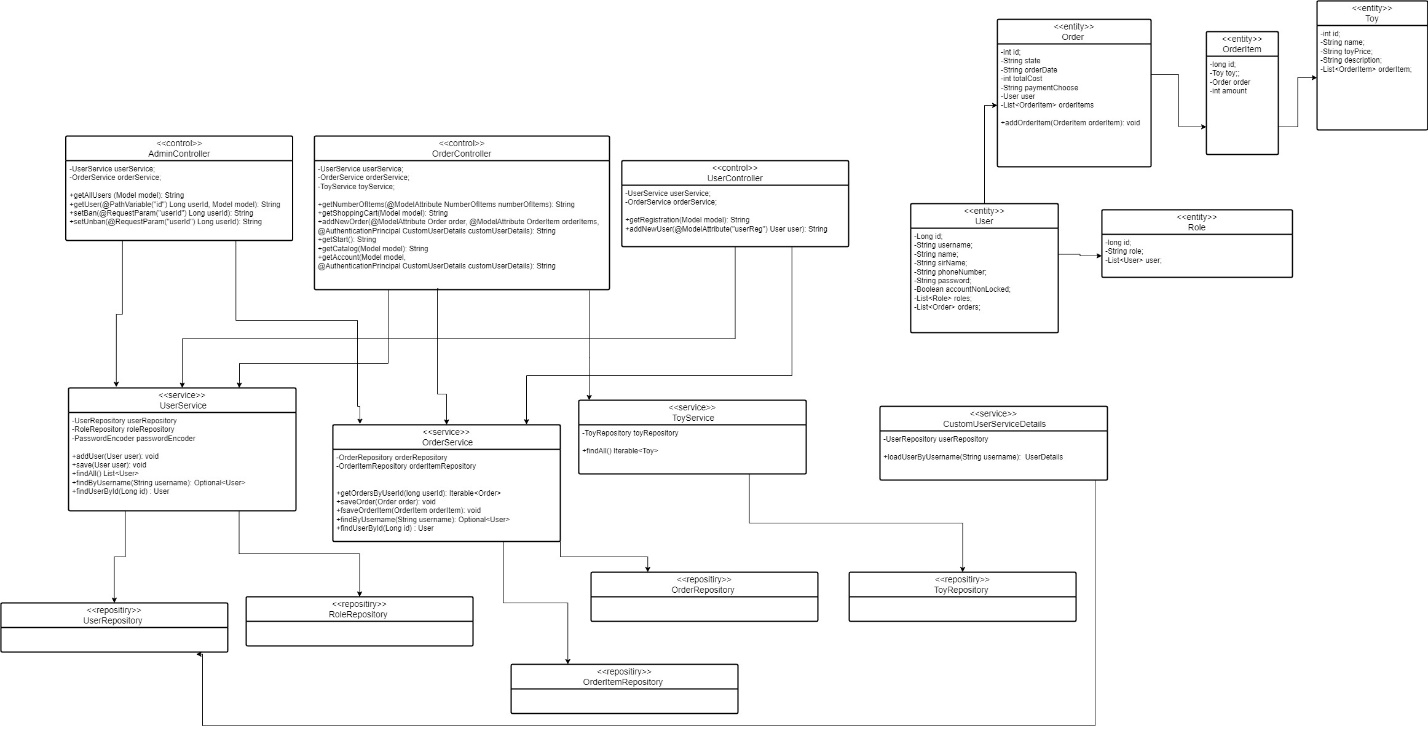 <<entity>>
Toy
-int id;
-String name;
-String toyPrice;
-String description;
-List<OrderItem> orderItem;
<<entity>>
Order
-Int id;
-String state
-String orderDate
-int totalCost
-String paymentChoose
-User user
-List<OrderItem> orderItems
+addOrderItem(OrderItem orderItem): void
<<entity>>
OrderItem
-long id;
-Toy toy;;
-Order order
-int amount
<<control>>
AdminController
-UserService userService;
-OrderService orderService;
+getAllUsers (Model model): String
+getUser(@PathVariable("id") Long userId, Model model): String
+setBan(@RequestParam("userId") Long userId): String
+setUnban(@RequestParam("userId") Long userId): String
<<control>>
OrderController
-UserService userService;
-OrderService orderService;
-ToyService toyService;
+getNumberOfItems(@ModelAttribute NumberOfItems numberOfItems): String
+getShoppingCart(Model model): String
+addNewOrder(@ModelAttribute Order order, @ModelAttribute OrderItem orderItems,
@AuthenticationPrincipal CustomUserDetails customUserDetails): String
+getStart(): String
+getCatalog(Model model): String
+getAccount(Model model,
@AuthenticationPrincipal CustomUserDetails customUserDetails): String
<<control>>
UserController
-UserService userService;
-OrderService orderService;
+getRegistration(Model model): String
+addNewUser(@ModelAttribute("userReg") User user): String
<<entity>>
User
-Long id;
-String username;
-String name;
-String sirName;
-String phoneNumber;
-String password;
-Boolean accountNonLocked;
-List<Role> roles;
-List<Order> orders;
<<entity>>
Role
-long id;
-String role;
-List<User> user;
<<service>>
UserService
-UserRepository userRepository
-RoleRepository roleRepository
-PasswordEncoder passwordEncoder
+addUser(User user): void
+save(User user): void
+findAll() List<User>
+findByUsername(String username): Optional<User>
+findUserById(Long id) : User
<<service>>
OrderService
-OrderRepository orderRepository
-OrderItemRepository orderItemRepository
+getOrdersByUserId(long userId): Iterable<Order>
+saveOrder(Order order): void
+fsaveOrderItem(OrderItem orderItem): void
+findByUsername(String username): Optional<User>
+findUserById(Long id) : User
<<service>>
ToyService
-ToyRepository toyRepository
+findAll() Iterable<Toy>
<<service>>
CustomUserServiceDetails
-UserRepository userRepository
+loadUserByUsername(String username): UserDetails
<<repositiry>>
UserRepository
<<repositiry>>
RoleRepository
<<repositiry>>
OrderRepository
<<repositiry>>
ToyRepository
<<repositiry>>
OrderItemRepository